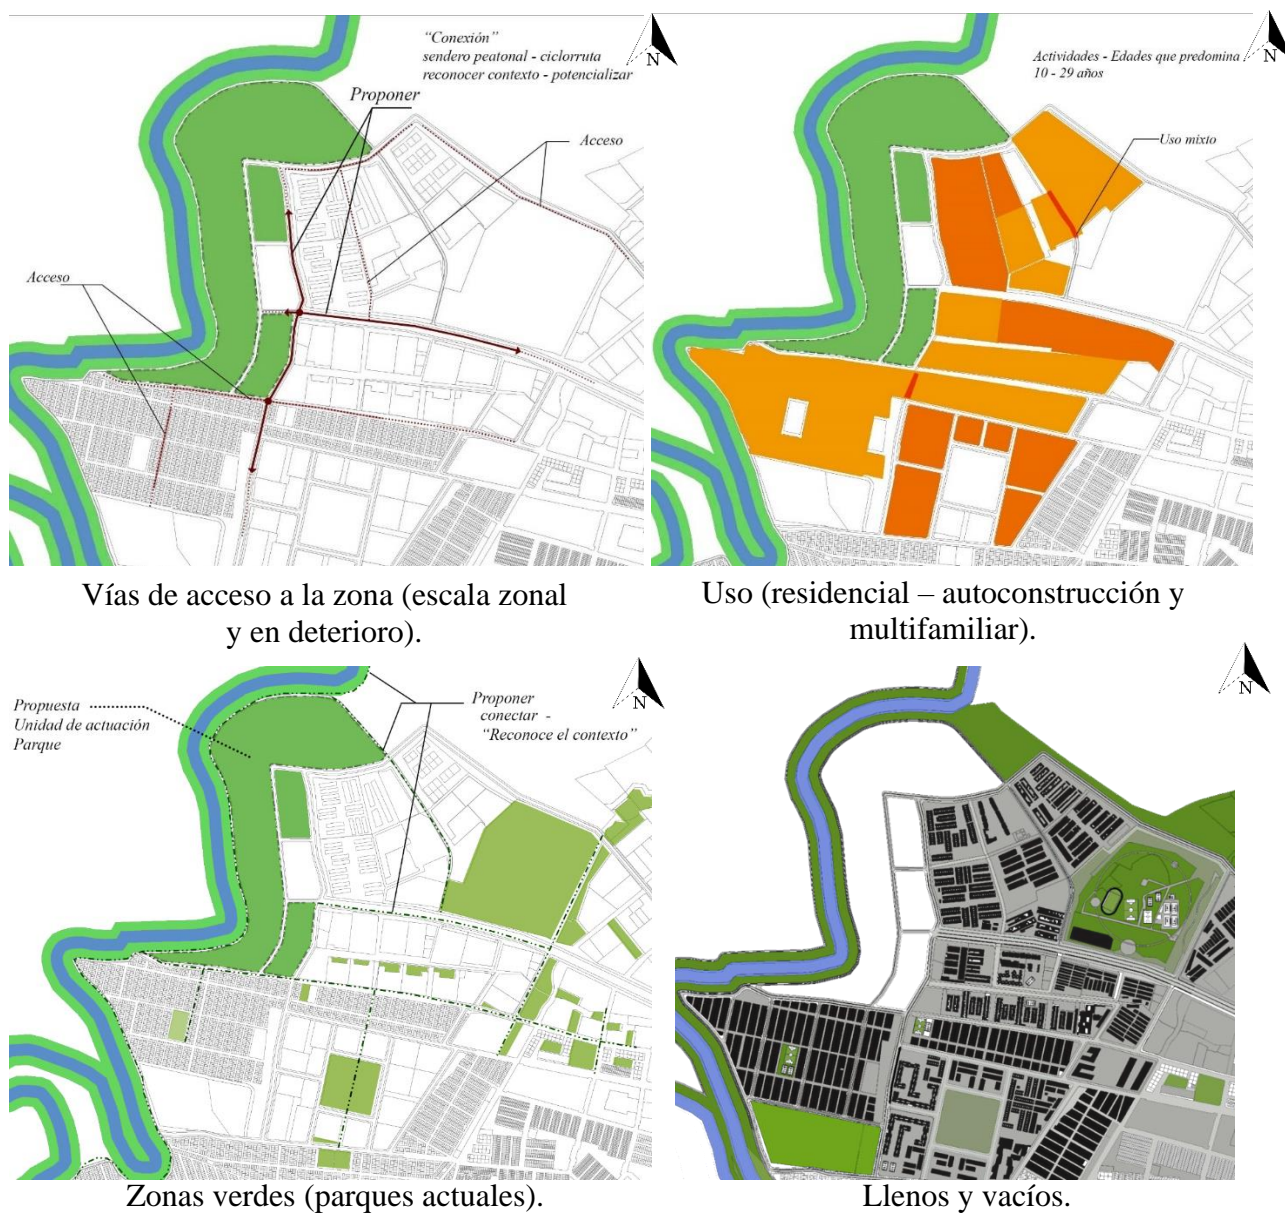 “Conexión”
sendero peatonal - ciclorruta
reconocer contexto - potencializar
N
Proponer
Acceso
Acceso
Vías de acceso a la zona (escala zonal
y en deterioro).
Actividades - Edades que predomina
10 - 29 años
N
Uso mixto
Uso (residencial – autoconstrucción y
multifamiliar).
Propuesta
Unidad de actuación
Parque
Proponer
conectar -
“Reconoce el contexto”
N
Zonas verdes (parques actuales).
N
Llenos y vacíos.